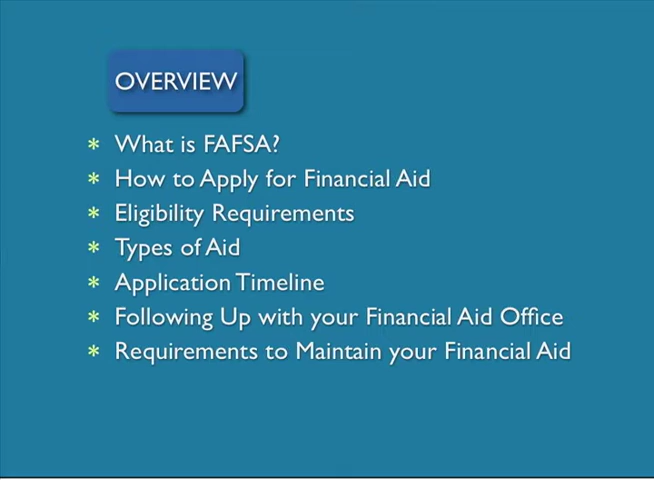 OVERVIEW
* What is FAFSA?
* How to Apply for Financial Aid
* Eligibility Requirements
* Types of Aid
* Application Timeline
* Following Up with your Financial Aid Office
* Requirements to Maintain your Financial Aid